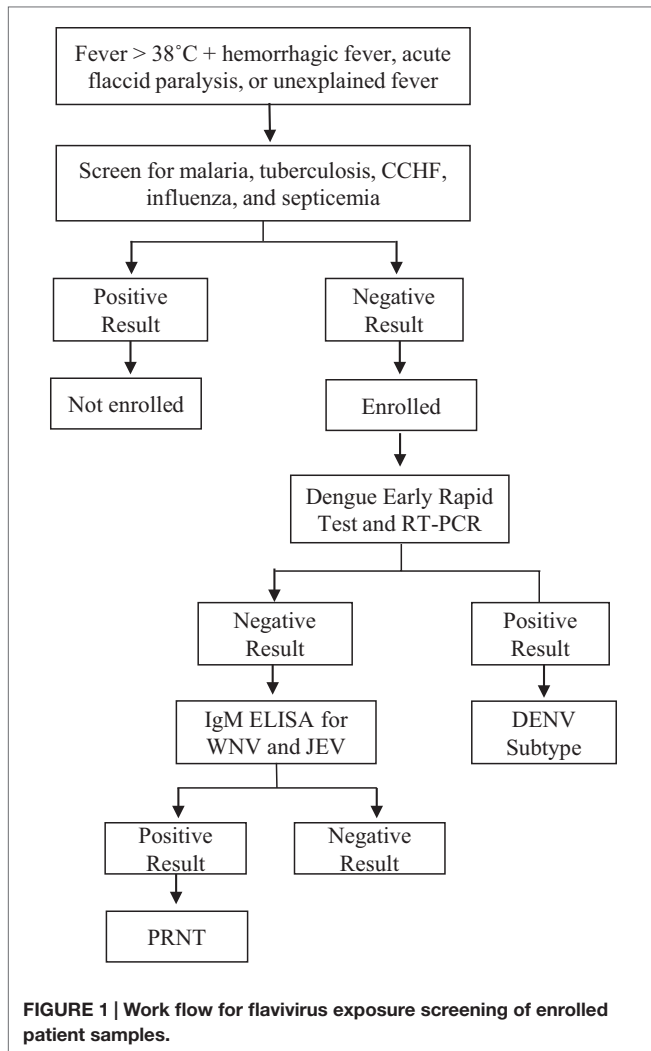 Fever > 38˚C + hemorrhagic fever, acute
flaccid paralysis, or unexplained fever
Screen for malaria, tuberculosis, CCHF,
influenza, and septicemia
Positive
Result
Negative
Result
Not enrolled
Enrolled
Dengue Early Rapid
Test and RT-PCR
Negative
Result
Positive
Result
IgM ELISA for
WNV and JEV
DENV
Subtype
Positive
Result
Negative
Result
PRNT
FIGURE 1 | Work flow for flavivirus exposure screening of enrolled
patient samples.